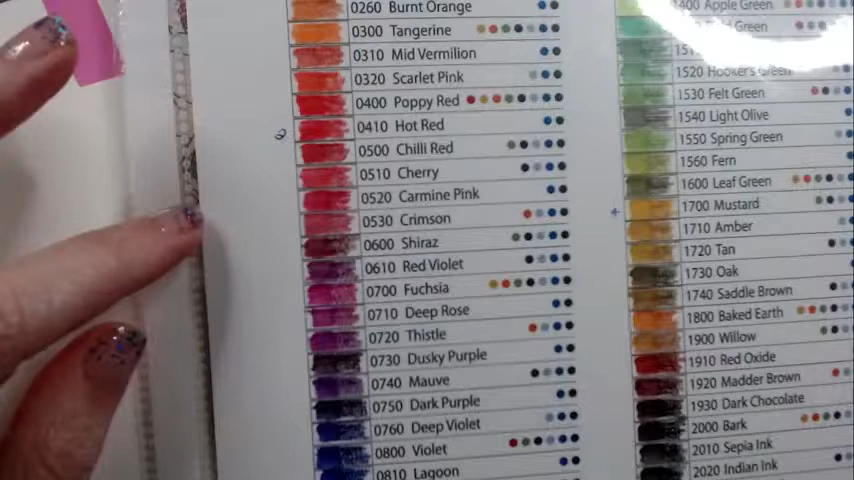 0260 Burnt Orange
0300 Tangerine
0310 Mid Vermilion
0320 Scarlet Pink
0400 Poppy Red
0410 Hot Red
0500 Chilli Red
0510 Cherry
0520 Carmine Pink
0530 Crimson
0600 Shiraz
0610 Red Violet
0700 Fuchsia
0710 Deep Rose
0720 Thistle
0730 Dusky Purple
0740 Mauve
0750 Dark Purple
0760 Deep Violet
0800 Violet
0810 Lagoon
1400 Apple Green
Green
1520 Hooker's Green
1530 Felt Green
1540 Light Olive
1550 Spring Green
1560 Fern
1600 Leaf Green
1700 Mustard
1710 Amber
1720 Tan
1730 Oak
1740 Saddle Brown
1800 Baked Earth
1900 Willow
1910 Red Oxide
1920 Madder Brown
1930 Dark Chocolate
2000 Bark
2010 Sepia Ink
2020 Indian Ink